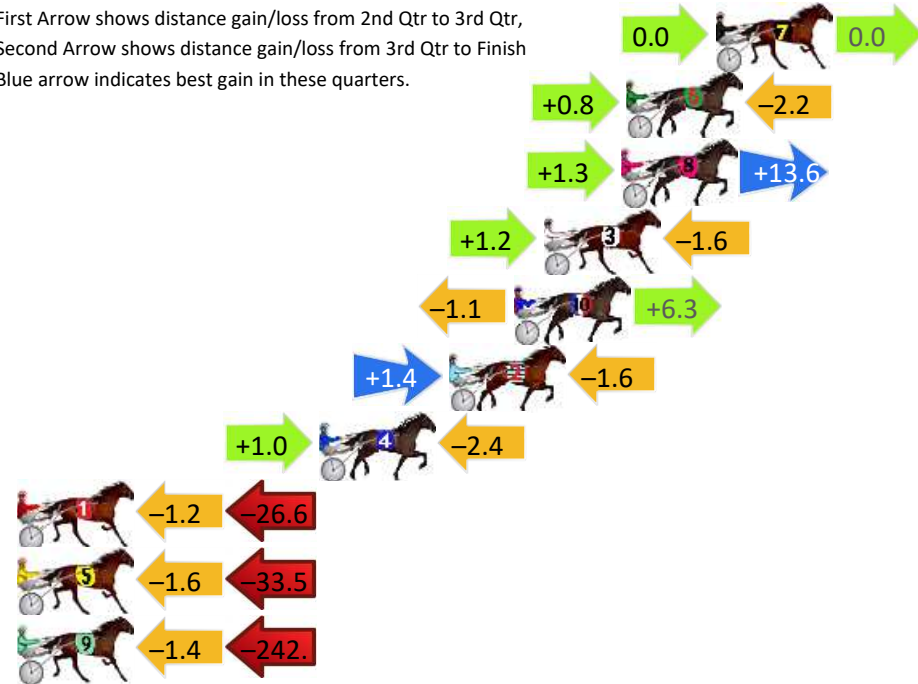 First Arrow shows distance gain/loss from 2nd Qtr to 3rd Qtr,
Second Arrow shows distance gain/loss from 3rd Qtr to Finish
Blue arrow indicates best gain in these quarters.
0.0 7 0.0
+0.8 6 –2.2
+1.3 8 +13.6
+1.2 3 –1.6
–1.1 10 +6.3
+1.4 2 –1.6
+1.0 4 –2.4
1 –1.2 –26.6
5 –1.6 –33.5
9 –1.4 –242.